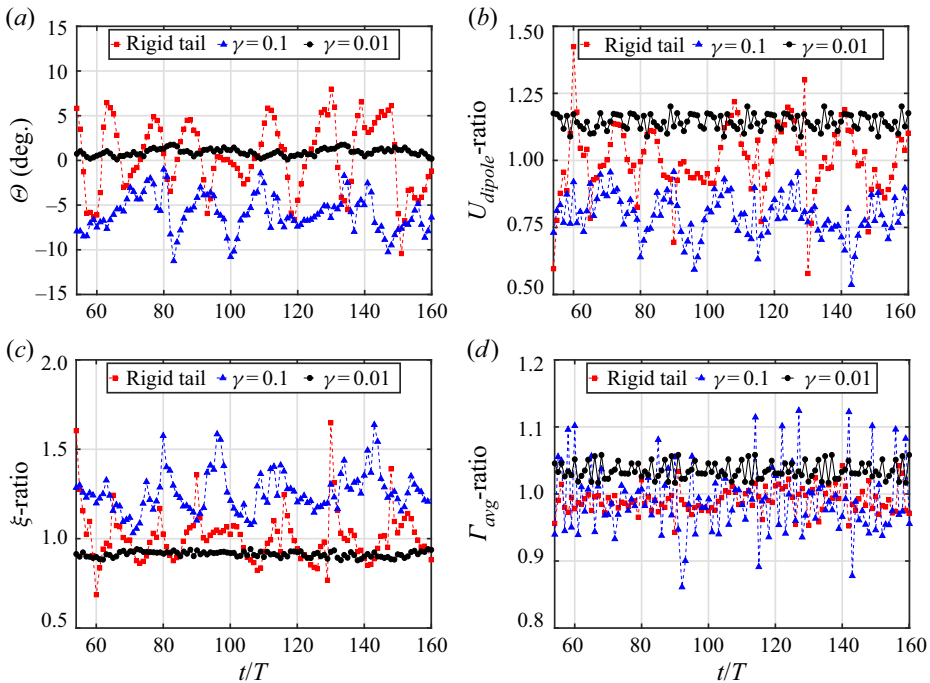 (a)
15
10
5
0
−5
−10
−15
Θ (deg.)
Rigid tail γ = 0.1 γ = 0.01
60 80 100 120 140 160
(b)
1.50
1.25
1.00
0.75
0.50
U_dipole-ratio
Rigid tail γ = 0.1 γ = 0.01
60 80 100 120 140 160
(c)
2.0
1.5
1.0
0.5
ξ-ratio
Rigid tail γ = 0.1 γ = 0.01
60 80 100 120 140 160
t/T
(d)
1.2
1.1
1.0
0.9
0.8
Γ_avg-ratio
Rigid tail γ = 0.1 γ = 0.01
60 80 100 120 140 160
t/T